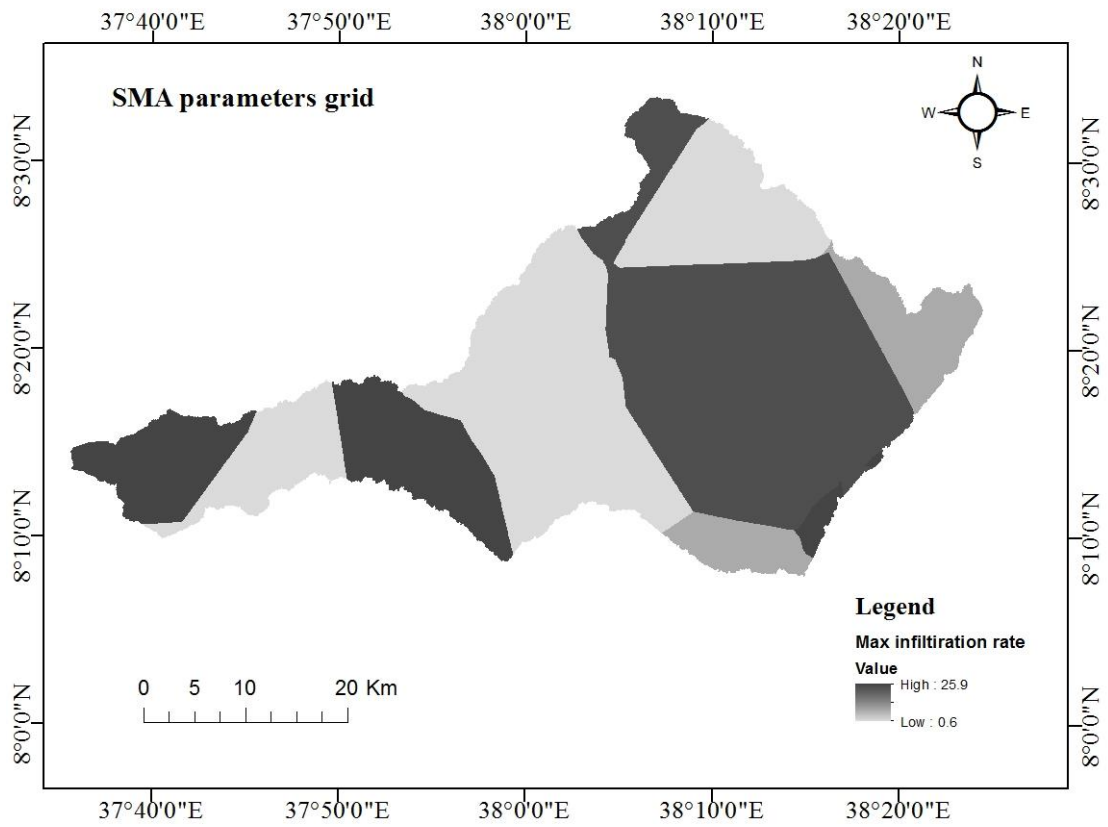 37°40'0"E 37°50'0"E 38°0'0"E 38°10'0"E 38°20'0"E
SMA parameters grid
N
W E
S
8°30'0"N 8°30'0"N
8°20'0"N 8°20'0"N
8°10'0"N 8°10'0"N
8°0'0"N 8°0'0"N
Legend
Max infiltiration rate
Value
High : 25.9
Low : 0.6
0 5 10 20 Km
37°40'0"E 37°50'0"E 38°0'0"E 38°10'0"E 38°20'0"E